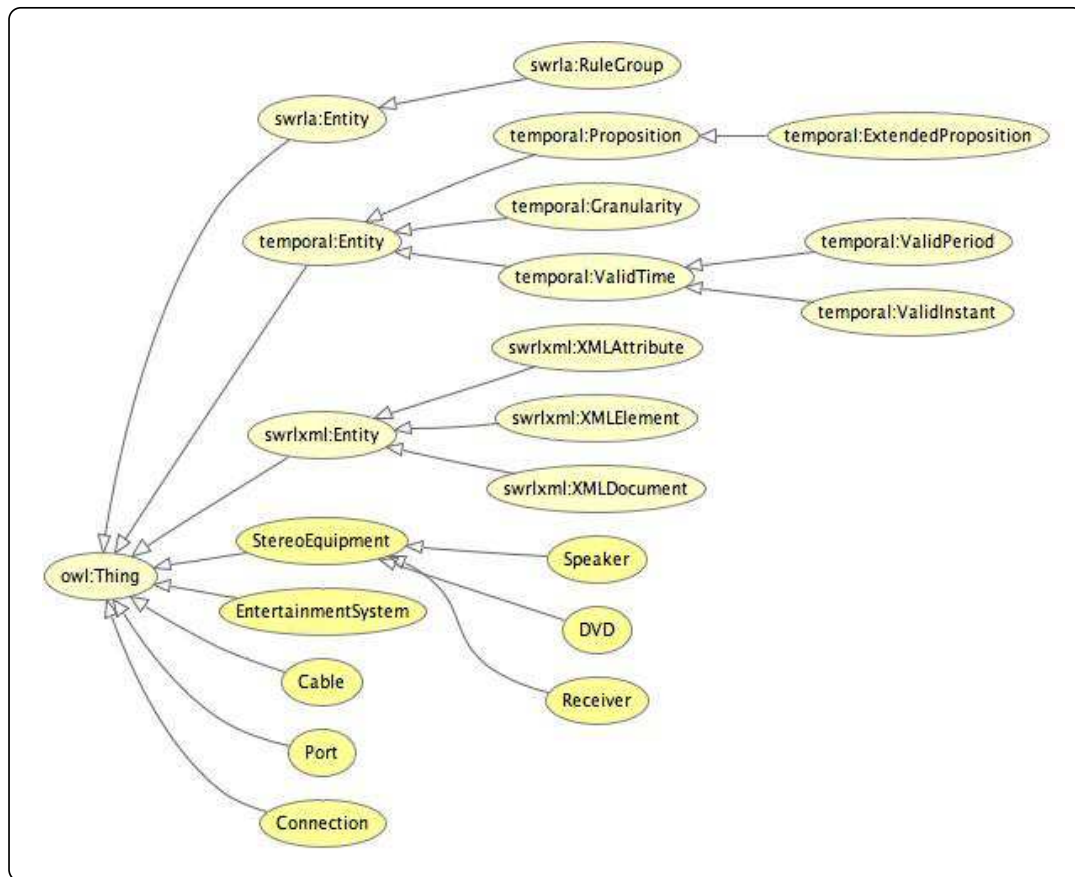 swrla:RuleGroup
swrla:Entity
temporal:Proposition
temporal:ExtendedProposition
temporal:Granularity
temporal:Entity
temporal:ValidPeriod
temporal:ValidTime
temporal:ValidInstant
swrlxml:XMLAttribute
swrlxml:XMLElement
swrlxml:Entity
swrlxml:XMLDocument
StereoEquipment
Speaker
owl:Thing
EntertainmentSystem
DVD
Cable
Receiver
Port
Connection